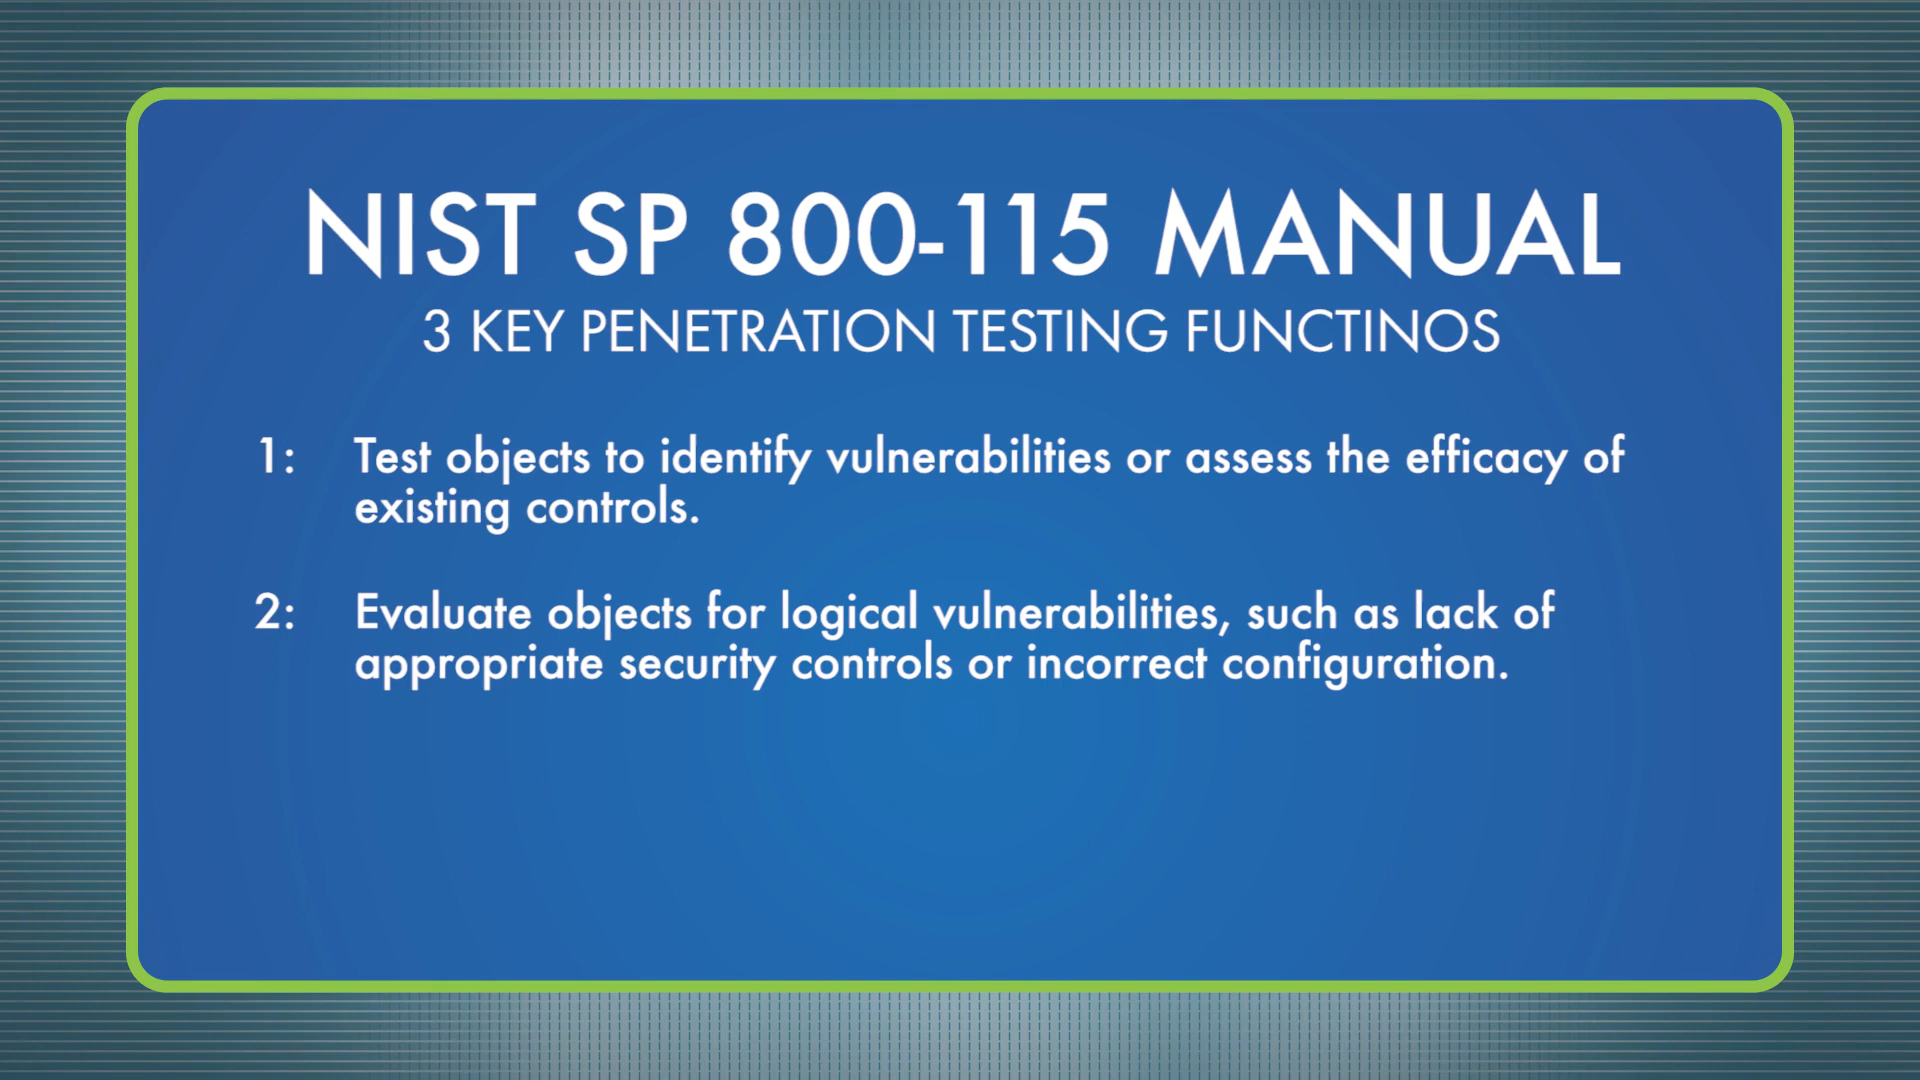 NIST SP 800-115 MANUAL
3 KEY PENETRATION TESTING FUNCTINOS
1: Test objects to identify vulnerabilities or assess the efficacy of
existing controls.
2: Evaluate objects for logical vulnerabilities, such as lack of
appropriate security controls or incorrect configuration.